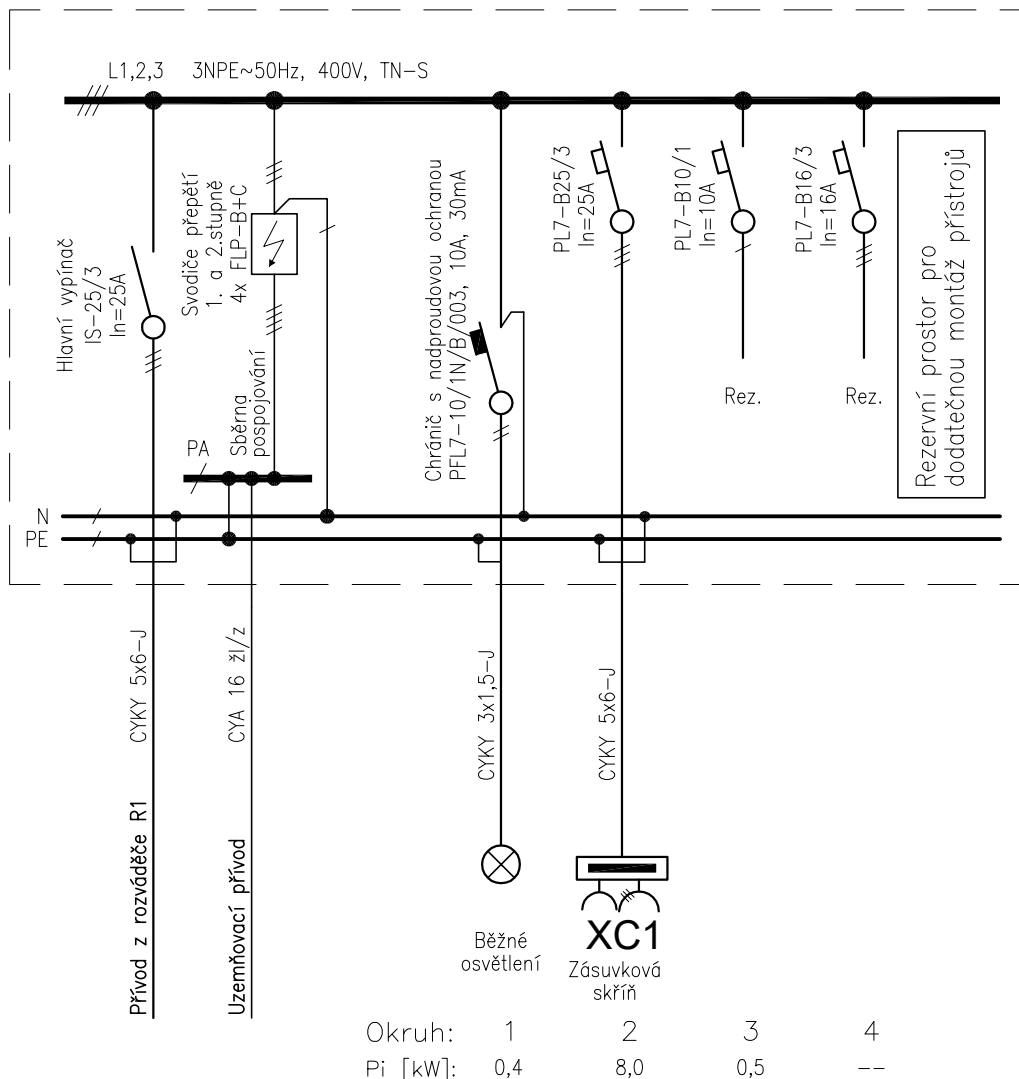 L1,2,3 3NPE~50Hz, 400V, TN-S
Hlavní vypínač
IS-25/3
In=25A
Svodiče přepětí
1. a 2.stupně
4x FLP-B+C
Chránič s nadproudovou ochranou
PFL7-10/1N/B/003, 10A, 30mA
PL7-B25/3
In=25A
PL7-B10/1
In=10A
PL7-B16/3
In=16A
Rezervní prostor pro
dodatečnou montáž přístrojů
Rez.
Rez.
PA
Sběrna
pospojování
N
PE
CYKY 5x6-J
CYA 16 žl/z
CYKY 3x1,5-J
CYKY 5x6-J
Přívod z rozváděče R1
Uzemňovací přívod
Běžné
osvětlení
XC1
Zásuvková
skříň
Okruh: 1 2 3 4
Pi [kW]: 0,4 8,0 0,5 --